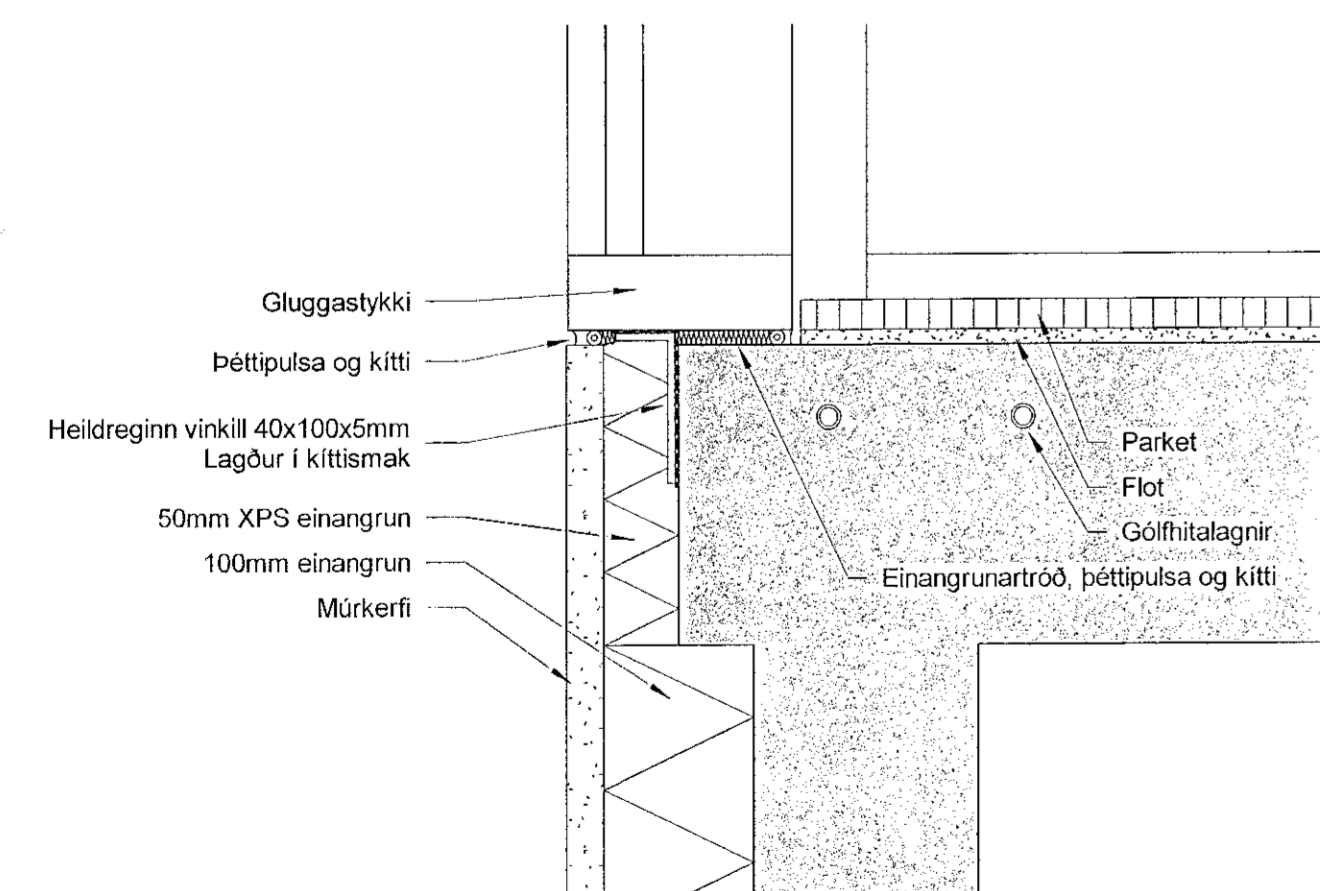 Gluggastykki
Þéttipulsa og kítti
Heildreginn vinkill 40x100x5mm
Lagður í kíttismak
50mm XPS einangrun
100mm einangrun
Múrkerfi
Parket
Flot
Gólfhitalagnir
Einangrunartróð, þéttipulsa og kítti